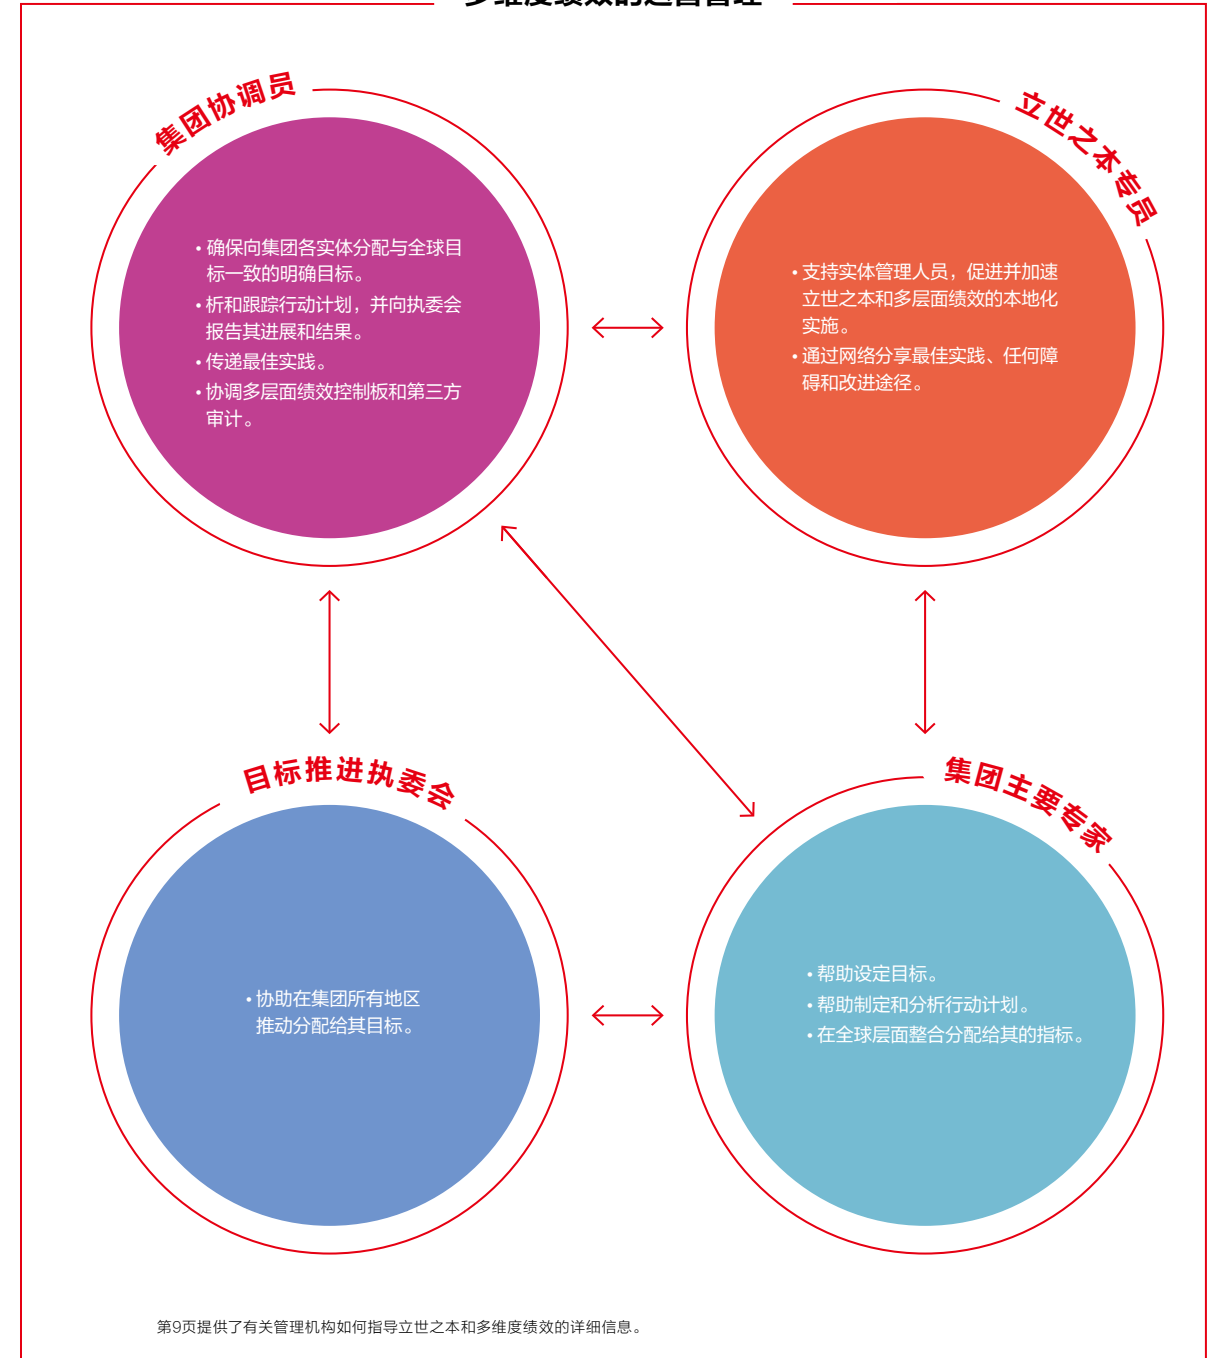 多维度绩效的运营管理
集团协调员
• 确保向集团各实体分配与全球目
标一致的明确目标。
• 析和跟踪行动计划，并向执委会
报告其进展和结果。
• 传递最佳实践。
• 协调多层面绩效控制板和第三方
审计。
立世之本专员
• 支持实体管理人员，促进并加速
立世之本和多层面绩效的本地化
实施。
• 通过网络分享最佳实践、任何障
碍和改进途径。
目标推进执委会
• 协助在集团所有地区
推动分配给其目标。
集团主要专家
• 帮助设定目标。
• 帮助制定和分析行动计划。
• 在全球层面整合分配给其的指标。
第9页提供了有关管理机构如何指导立世之本和多维度绩效的详细信息。